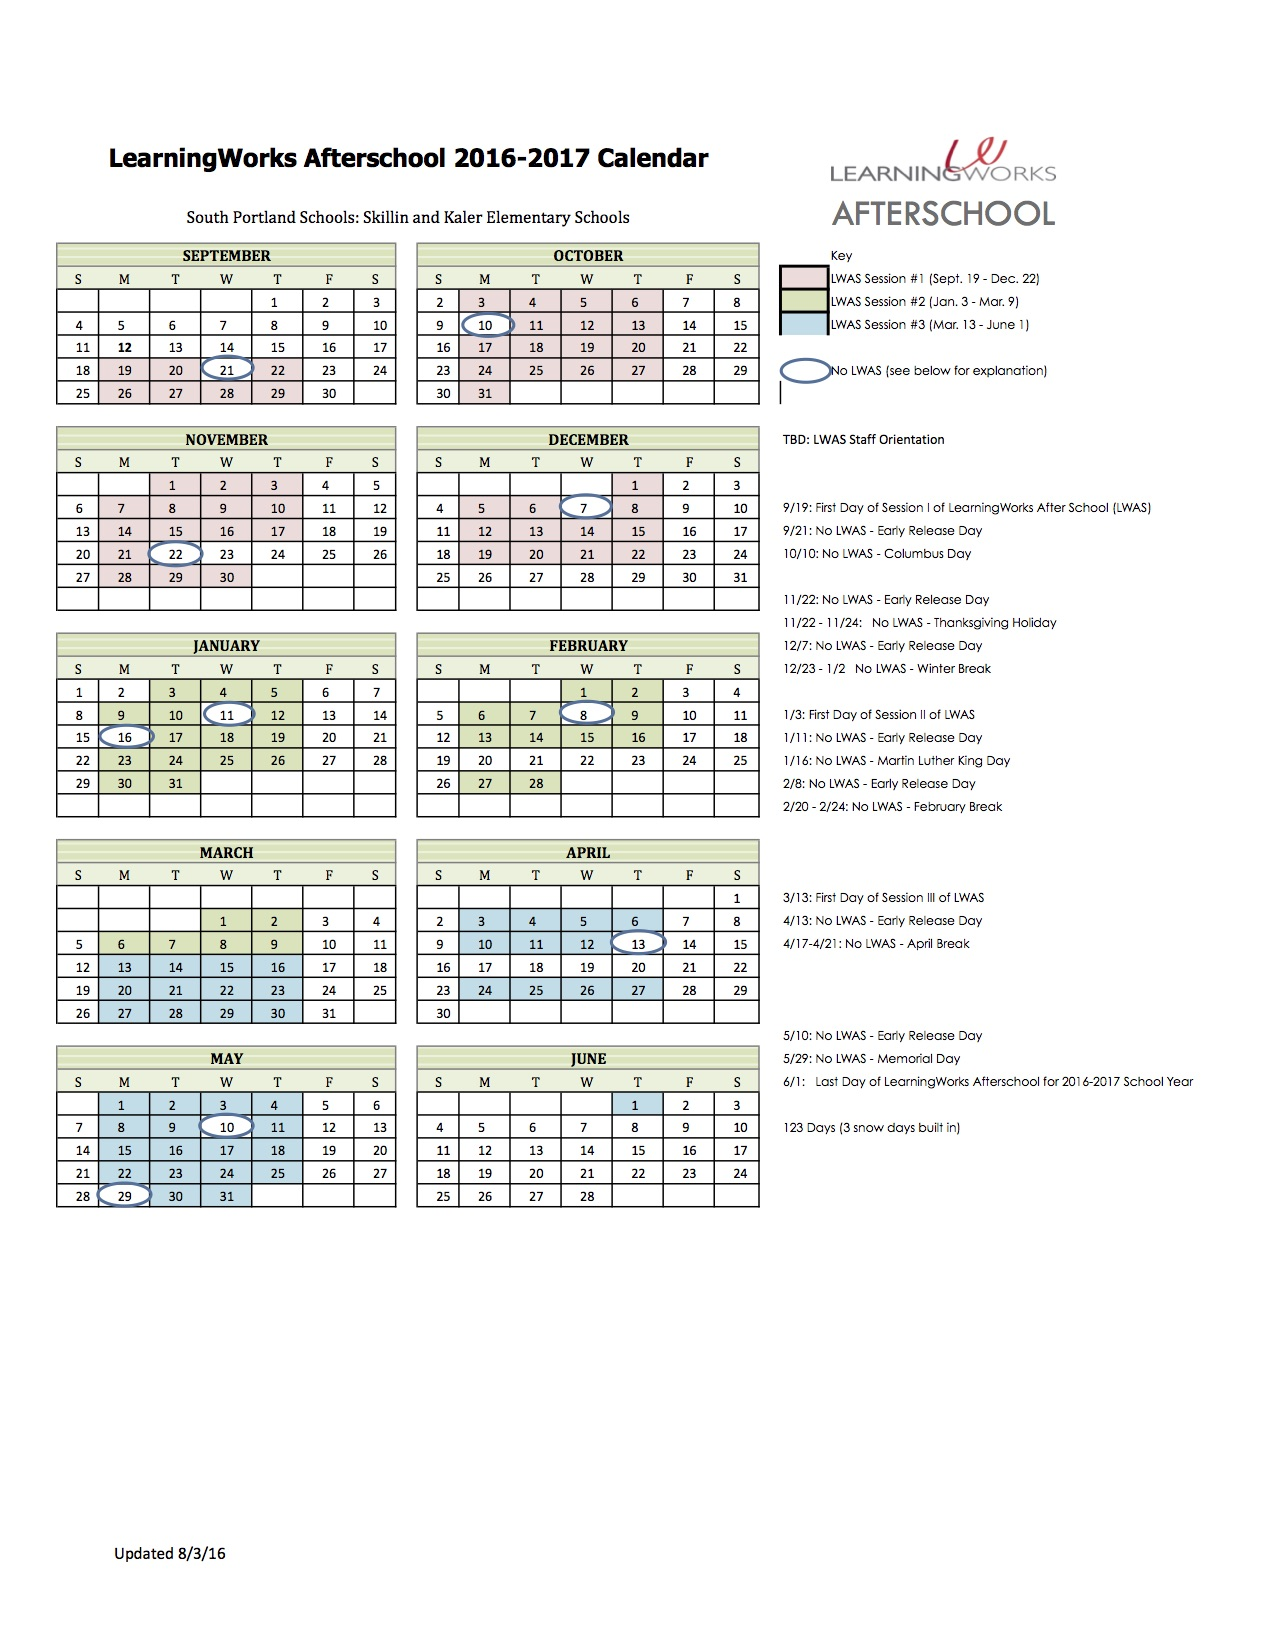 LearningWorks Afterschool 2016-2017 Calendar
LEARNINGWORKS
AFTERSCHOOL
South Portland Schools: Skillin and Kaler Elementary Schools
SEPTEMBER
S M T W T F S
1 2 3
4 5 6 7 8 9 10
11 12 13 14 15 16 17
18 19 20 21 22 23 24
25 26 27 28 29 30
OCTOBER
S M T W T F S
2 3 4 5 6 7 8
9 10 11 12 13 14 15
16 17 18 19 20 21 22
23 24 25 26 27 28 29
30 31
Key
LWAS Session #1 (Sept. 19 - Dec. 22)
LWAS Session #2 (Jan. 3 - Mar. 9)
LWAS Session #3 (Mar. 13 - June 1)
No LWAS (see below for explanation)
NOVEMBER
S M T W T F S
1 2 3 4 5
6 7 8 9 10 11 12
13 14 15 16 17 18 19
20 21 22 23 24 25 26
27 28 29 30
DECEMBER
S M T W T F S
1 2 3
4 5 6 7 8 9 10
11 12 13 14 15 16 17
18 19 20 21 22 23 24
25 26 27 28 29 30 31
TBD: LWAS Staff Orientation
9/19: First Day of Session I of LearningWorks After School (LWAS)
9/21: No LWAS - Early Release Day
10/10: No LWAS - Columbus Day
11/22: No LWAS - Early Release Day
11/22 - 11/24: No LWAS - Thanksgiving Holiday
12/7: No LWAS - Early Release Day
12/23 - 1/2 No LWAS - Winter Break
JANUARY
S M T W T F S
1 2 3 4 5 6 7
8 9 10 11 12 13 14
15 16 17 18 19 20 21
22 23 24 25 26 27 28
29 30 31
FEBRUARY
S M T W T F S
1 2 3 4
5 6 7 8 9 10 11
12 13 14 15 16 17 18
19 20 21 22 23 24 25
26 27 28
1/3: First Day of Session II of LWAS
1/11: No LWAS - Early Release Day
1/16: No LWAS - Martin Luther King Day
2/8: No LWAS - Early Release Day
2/20 - 2/24: No LWAS - February Break
MARCH
S M T W T F S
1 2 3 4
5 6 7 8 9 10 11
12 13 14 15 16 17 18
19 20 21 22 23 24 25
26 27 28 29 30 31
APRIL
S M T W T F S
1
2 3 4 5 6 7 8
9 10 11 12 13 14 15
16 17 18 19 20 21 22
23 24 25 26 27 28 29
30
3/13: First Day of Session III of LWAS
4/13: No LWAS - Early Release Day
4/17-4/21: No LWAS - April Break
MAY
S M T W T F S
1 2 3 4 5 6
7 8 9 10 11 12 13
14 15 16 17 18 19 20
21 22 23 24 25 26 27
28 29 30 31
JUNE
S M T W T F S
1 2 3
4 5 6 7 8 9 10
11 12 13 14 15 16 17
18 19 20 21 22 23 24
25 26 27 28
5/10: No LWAS - Early Release Day
5/29: No LWAS - Memorial Day
6/1: Last Day of LearningWorks Afterschool for 2016-2017 School Year
123 Days (3 snow days built in)
Updated 8/3/16